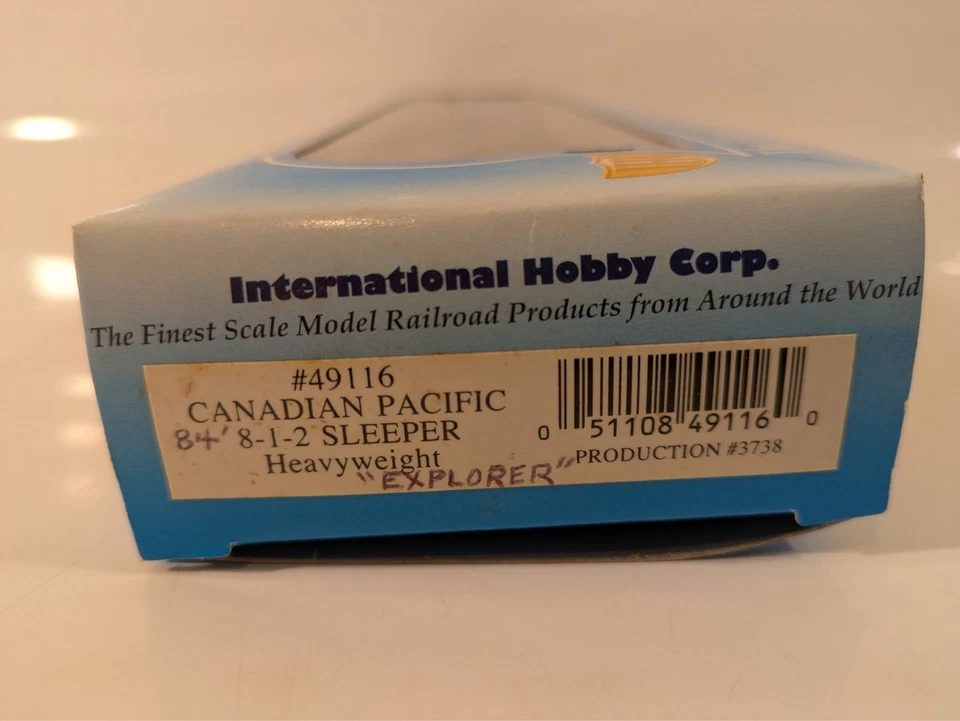 International Hobby Corp.
The Finest Scale Model Railroad Products from Around the World
#49116
CANADIAN PACIFIC
84' 8-1-2 SLEEPER
Heavyweight
"EXPLORER"
0 51108 49116 0
PRODUCTION #3738